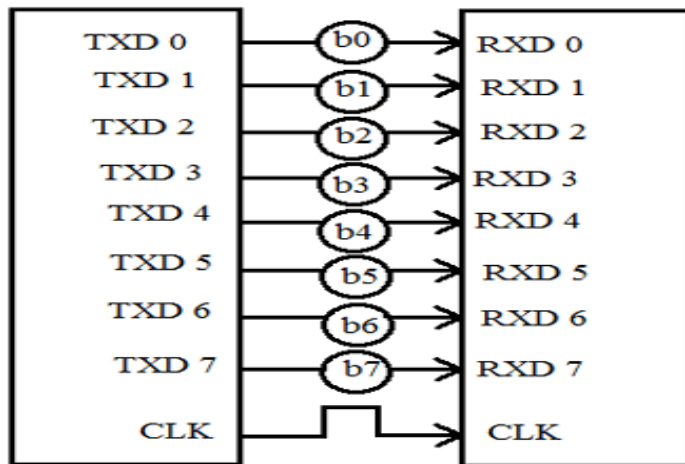 TXD 0 b0 RXD 0
TXD 1 b1 RXD 1
TXD 2 b2 RXD 2
TXD 3 b3 RXD 3
TXD 4 b4 RXD 4
TXD 5 b5 RXD 5
TXD 6 b6 RXD 6
TXD 7 b7 RXD 7
CLK CLK